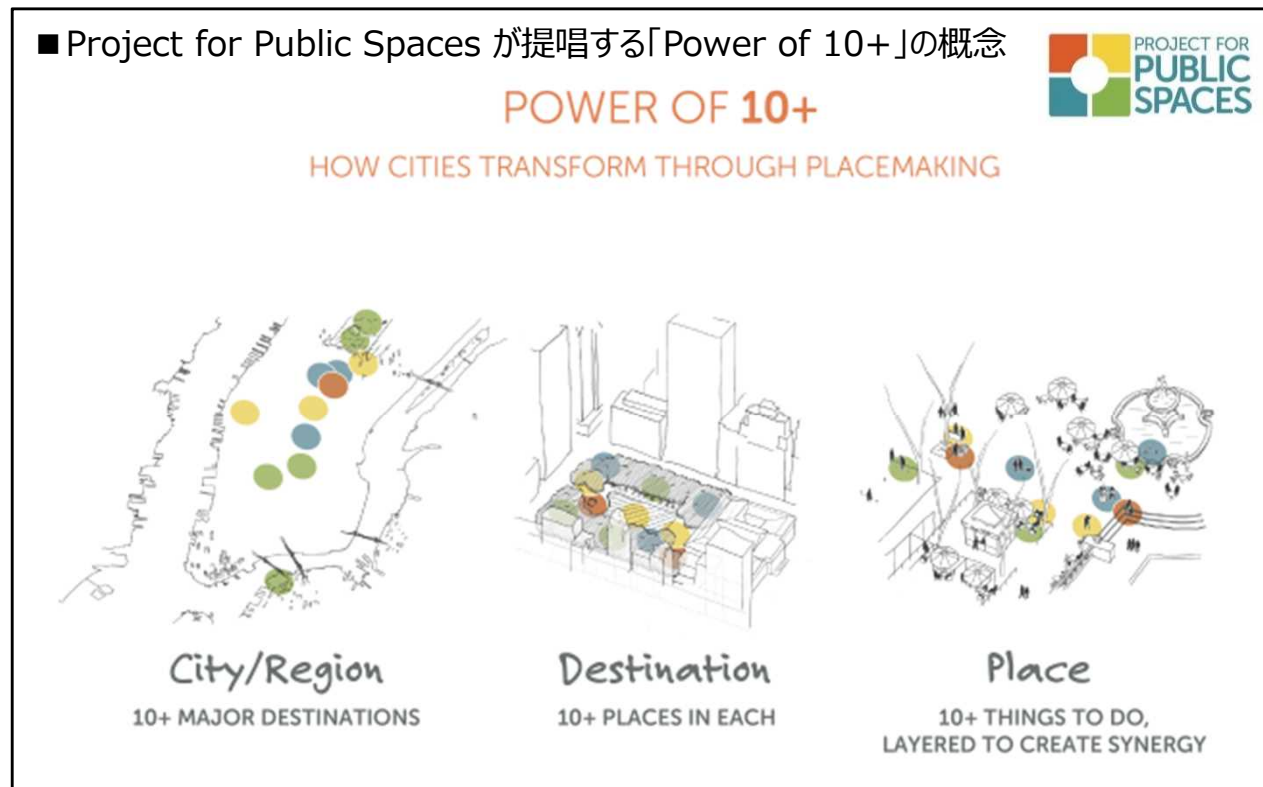 ■Project for Public Spaces が提唱する「Power of 10+」の概念
PROJECT FOR
PUBLIC
SPACES
POWER OF 10+
HOW CITIES TRANSFORM THROUGH PLACEMAKING
City/Region
10+ MAJOR DESTINATIONS
Destination
10+ PLACES IN EACH
Place
10+ THINGS TO DO,
LAYERED TO CREATE SYNERGY